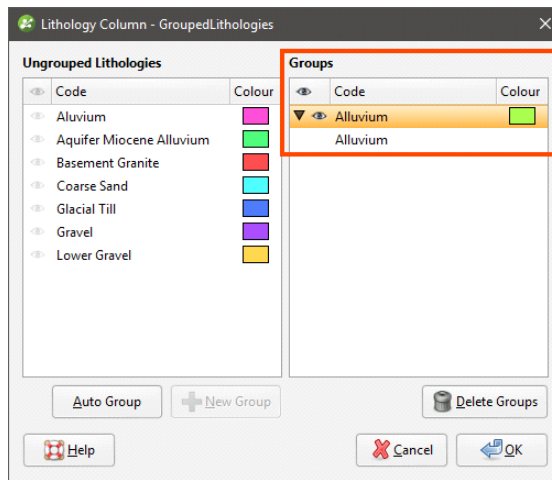 Lithology Column - GroupedLithologies
Ungrouped Lithologies
Code Colour
Aluvium
Aquifer Miocene Alluvium
Basement Granite
Coarse Sand
Glacial Till
Gravel
Lower Gravel
Groups
Code Colour
Alluvium
Alluvium
Auto Group New Group Delete Groups
Help Cancel OK